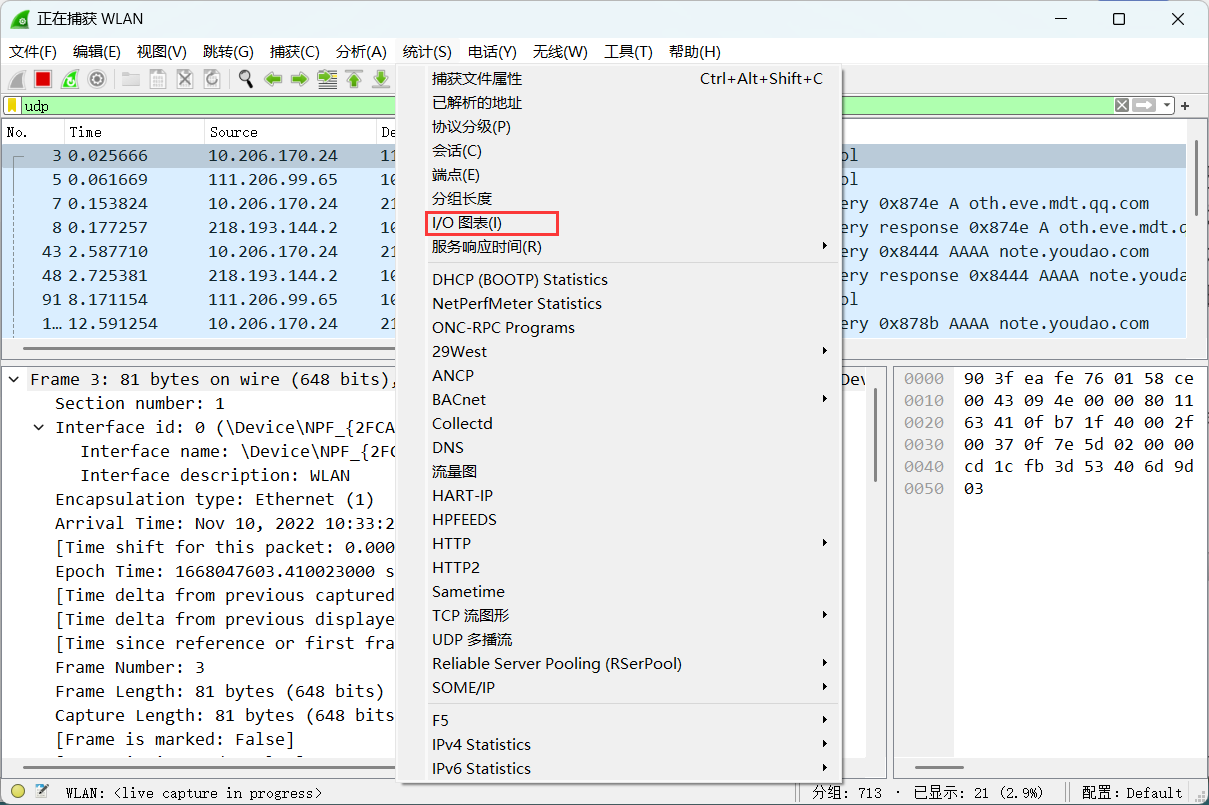 正在捕获 WLAN
文件(F) 编辑(E) 视图(V) 跳转(G) 捕获(C) 分析(A) 统计(S) 电话(Y) 无线(W) 工具(T) 帮助(H)
udp
No. Time Source
3 0.025666 10.206.170.24
5 0.061669 111.206.99.65
7 0.153824 10.206.170.24 ery 0x874e A oth.eve.mdt.qq.com
8 0.177257 218.193.144.2 ery response 0x874e A oth.eve.mdt.
43 2.587710 10.206.170.24 ery 0x8444 AAAA note.youdao.com
48 2.725381 218.193.144.2 ery response 0x8444 AAAA note.youda
91 8.171154 111.206.99.65
1… 12.591254 10.206.170.24 ery 0x878b AAAA note.youdao.com
捕获文件属性 Ctrl+Alt+Shift+C
已解析的地址
协议分级(P)
会话(C)
端点(E)
分组长度
I/O 图表(I)
服务响应时间(R)
DHCP (BOOTP) Statistics
NetPerfMeter Statistics
ONC-RPC Programs
29West
ANCP
BACnet
Collectd
DNS
流量图
HART-IP
HPFEEDS
HTTP
HTTP2
Sametime
TCP 流图形
UDP 多播流
Reliable Server Pooling (RSerPool)
SOME/IP
F5
IPv4 Statistics
IPv6 Statistics
Frame 3: 81 bytes on wire (648 bits), Dev
Section number: 1
Interface id: 0 (\Device\NPF_{2FCA
Interface name: \Device\NPF_{2FC
Interface description: WLAN
Encapsulation type: Ethernet (1)
Arrival Time: Nov 10, 2022 10:33:2
[Time shift for this packet: 0.000
Epoch Time: 1668047603.410023000 s
[Time delta from previous captured
[Time delta from previous displaye
[Time since reference or first fra
Frame Number: 3
Frame Length: 81 bytes (648 bits)
Capture Length: 81 bytes (648 bits
[Frame is marked: False]
0000 90 3f ea fe 76 01 58 ce
0010 00 43 09 4e 00 00 80 11
0020 63 41 0f b7 1f 40 00 2f
0030 00 37 0f 7e 5d 02 00 00
0040 cd 1c fb 3d 53 40 6d 9d
0050 03
WLAN: <live capture in progress> 分组: 713 · 已显示: 21 (2.9%) 配置: Default